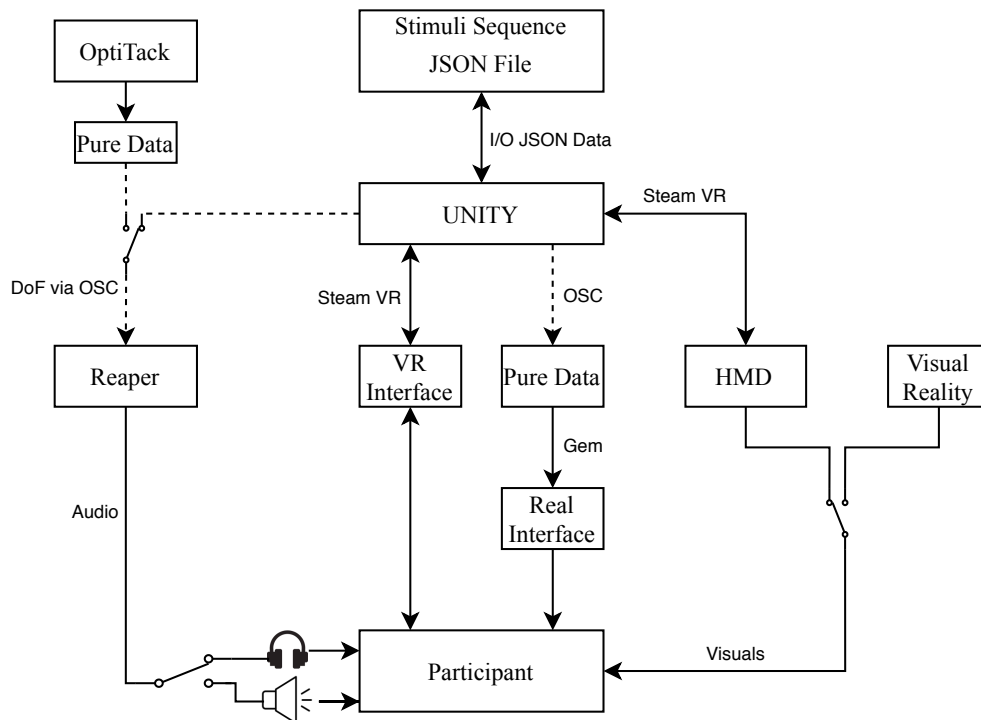 OptiTack
Stimuli Sequence
JSON File
Pure Data
I/O JSON Data
UNITY
Steam VR
DoF via OSC
Steam VR
OSC
Reaper
VR
Interface
Pure Data
HMD
Visual
Reality
Gem
Audio
Real
Interface
Participant
Visuals